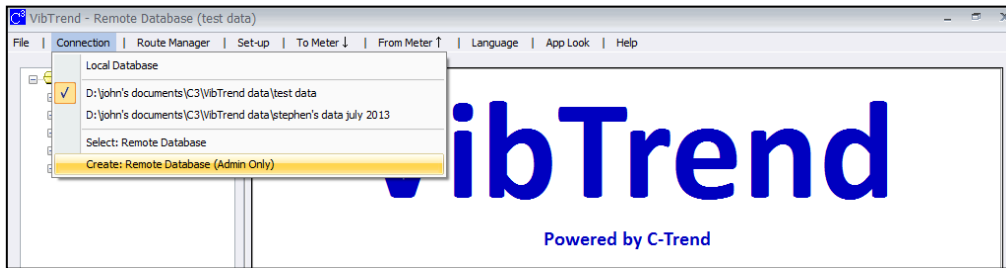 C³ VibTrend - Remote Database (test data)
File | Connection | Route Manager | Set-up | To Meter ↓ | From Meter ↑ | Language | App Look | Help
Local Database
D:\john's documents\C3\VibTrend data\test data
D:\john's documents\C3\VibTrend data\stephen's data july 2013
Select: Remote Database
Create: Remote Database (Admin Only)
VibTrend
Powered by C-Trend